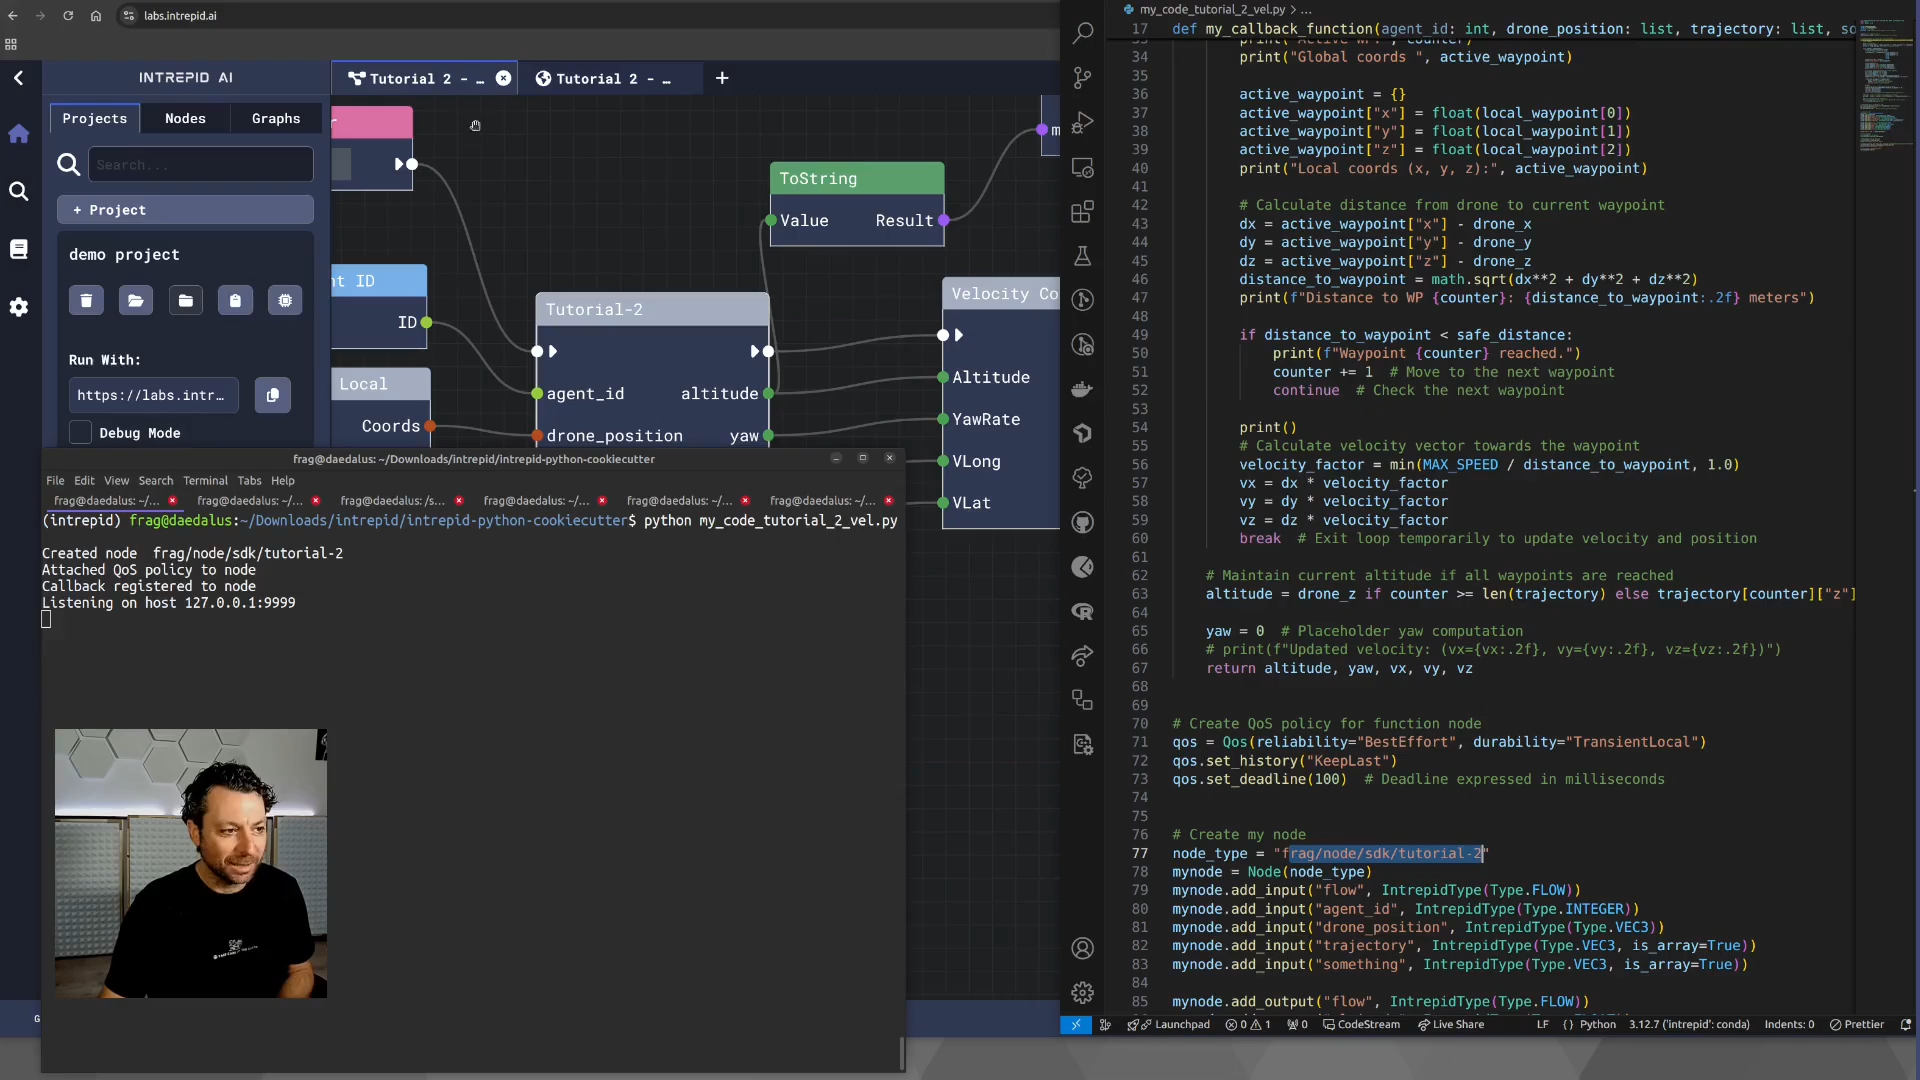 labs.intrepid.ai
INTREPID AI
Tutorial 2 - ...
Tutorial 2 - ...
Projects
Nodes
Graphs
Search...
+ Project
demo project
Run With:
https://labs.intr...
Debug Mode
r
nt ID
ID
Local
Coords
ToString
Value
Result
Tutorial-2
agent_id
altitude
drone_position
yaw
Velocity Co
Altitude
YawRate
VLong
VLat
m
frag@daedalus: ~/Downloads/intrepid/intrepid-python-cookiecutter
File Edit View Search Terminal Tabs Help
frag@daedalus: ~/...
frag@daedalus: ~/...
frag@daedalus: /s...
frag@daedalus: ~/...
frag@daedalus: ~/...
frag@daedalus: ~/...
(intrepid) frag@daedalus:~/Downloads/intrepid/intrepid-python-cookiecutter$ python my_code_tutorial_2_vel.py
Created node  frag/node/sdk/tutorial-2
Attached QoS policy to node
Callback registered to node
Listening on host 127.0.0.1:9999
my_code_tutorial_2_vel.py > ...
17 def my_callback_function(agent_id: int, drone_position: list, trajectory: list, so
34 print("Global coords ", active_waypoint)
35
36 active_waypoint = {}
37 active_waypoint["x"] = float(local_waypoint[0])
38 active_waypoint["y"] = float(local_waypoint[1])
39 active_waypoint["z"] = float(local_waypoint[2])
40 print("Local coords (x, y, z):", active_waypoint)
41
42 # Calculate distance from drone to current waypoint
43 dx = active_waypoint["x"] - drone_x
44 dy = active_waypoint["y"] - drone_y
45 dz = active_waypoint["z"] - drone_z
46 distance_to_waypoint = math.sqrt(dx**2 + dy**2 + dz**2)
47 print(f"Distance to WP {counter}: {distance_to_waypoint:.2f} meters")
48
49 if distance_to_waypoint < safe_distance:
50 print(f"Waypoint {counter} reached.")
51 counter += 1  # Move to the next waypoint
52 continue  # Check the next waypoint
53
54 print()
55 # Calculate velocity vector towards the waypoint
56 velocity_factor = min(MAX_SPEED / distance_to_waypoint, 1.0)
57 vx = dx * velocity_factor
58 vy = dy * velocity_factor
59 vz = dz * velocity_factor
60 break  # Exit loop temporarily to update velocity and position
61
62 # Maintain current altitude if all waypoints are reached
63 altitude = drone_z if counter >= len(trajectory) else trajectory[counter]["z"]
64
65 yaw = 0  # Placeholder yaw computation
66 # print(f"Updated velocity: (vx={vx:.2f}, vy={vy:.2f}, vz={vz:.2f})")
67 return altitude, yaw, vx, vy, vz
68
69
70 # Create QoS policy for function node
71 qos = Qos(reliability="BestEffort", durability="TransientLocal")
72 qos.set_history("KeepLast")
73 qos.set_deadline(100)  # Deadline expressed in milliseconds
74
75
76 # Create my node
77 node_type = "frag/node/sdk/tutorial-2"
78 mynode = Node(node_type)
79 mynode.add_input("flow", IntrepidType(Type.FLOW))
80 mynode.add_input("agent_id", IntrepidType(Type.INTEGER))
81 mynode.add_input("drone_position", IntrepidType(Type.VEC3))
82 mynode.add_input("trajectory", IntrepidType(Type.VEC3, is_array=True))
83 mynode.add_input("something", IntrepidType(Type.VEC3, is_array=True))
84
85 mynode.add_output("flow", IntrepidType(Type.FLOW))
Launchpad 0 1 0 CodeStream Live Share LF {} Python 3.12.7 ('intrepid': conda) Indents: 0 Prettier